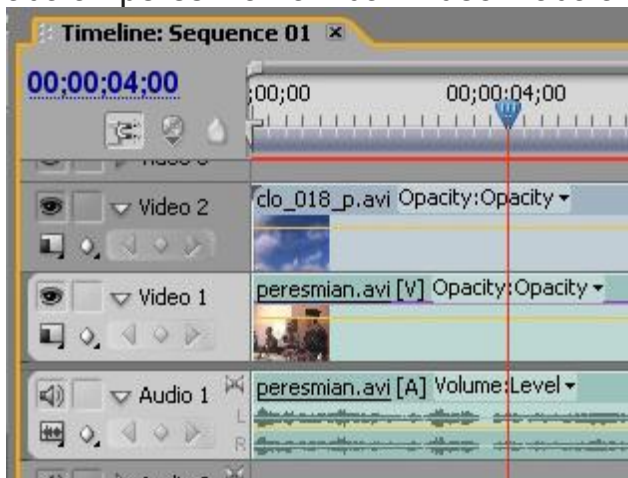 Timeline: Sequence 01
00;00;04;00
;00;00 00;00;04;00
Video 2 clo_018_p.avi Opacity:Opacity
Video 1 peresmian.avi [V] Opacity:Opacity
Audio 1 peresmian.avi [A] Volume:Level
L
R